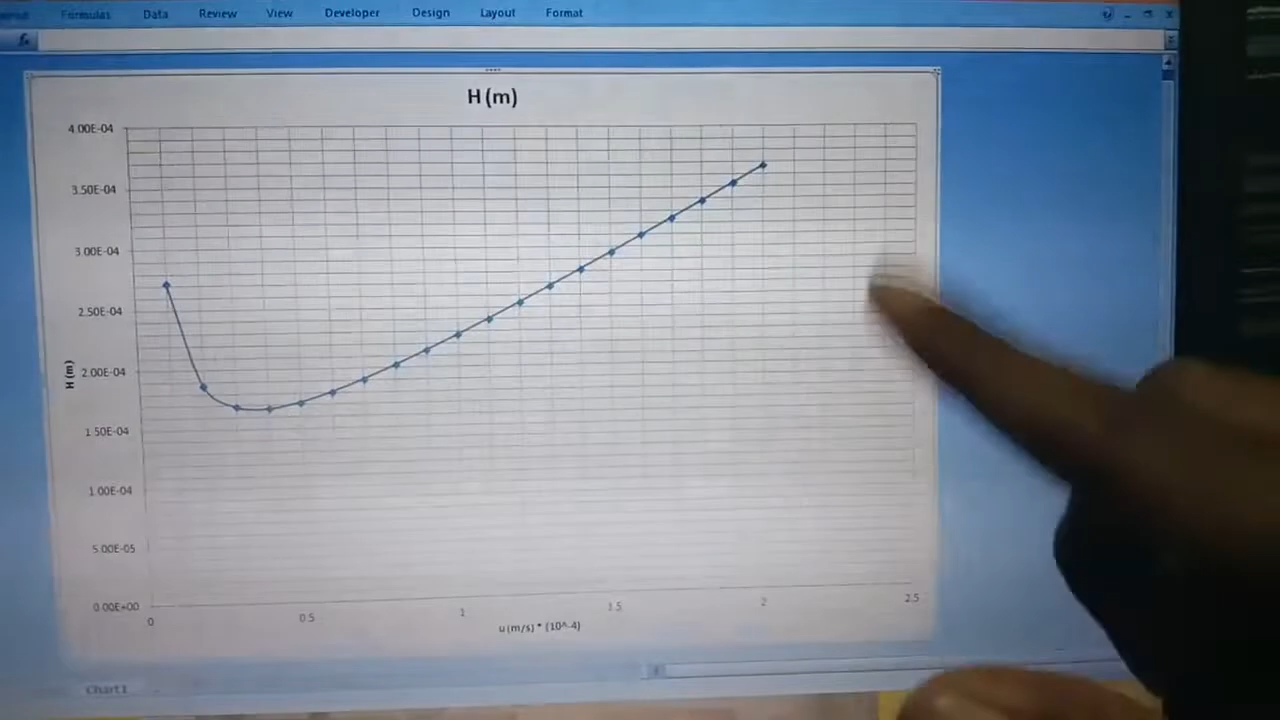 Formulas Data Review View Developer Design Layout Format
fx
H (m)
4.00E-04
3.50E-04
3.00E-04
2.50E-04
2.00E-04
1.50E-04
1.00E-04
5.00E-05
0.00E+00
H (m)
0 0.5 1 1.5 2 2.5
u(m/s) * (10^-4)
Chart1